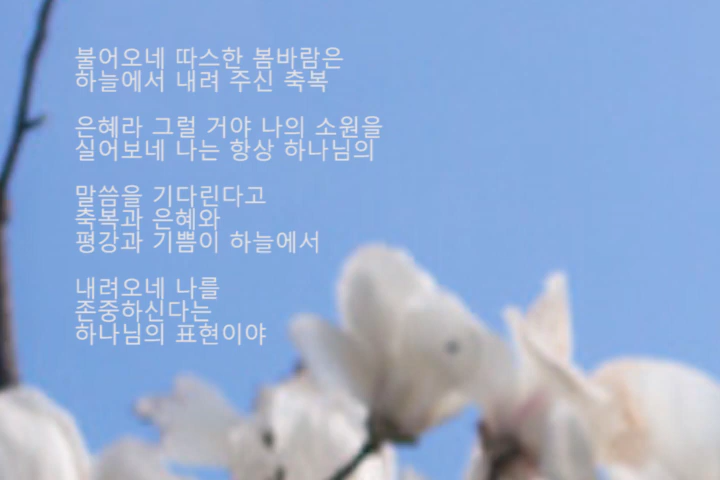 불어오네 따스한 봄바람은
하늘에서 내려 주신 축복
은혜라 그럴 거야 나의 소원을
실어보네 나는 항상 하나님의
말씀을 기다린다고
축복과 은혜와
평강과 기쁨이 하늘에서
내려오네 나를
존중하신다는
하나님의 표현이야